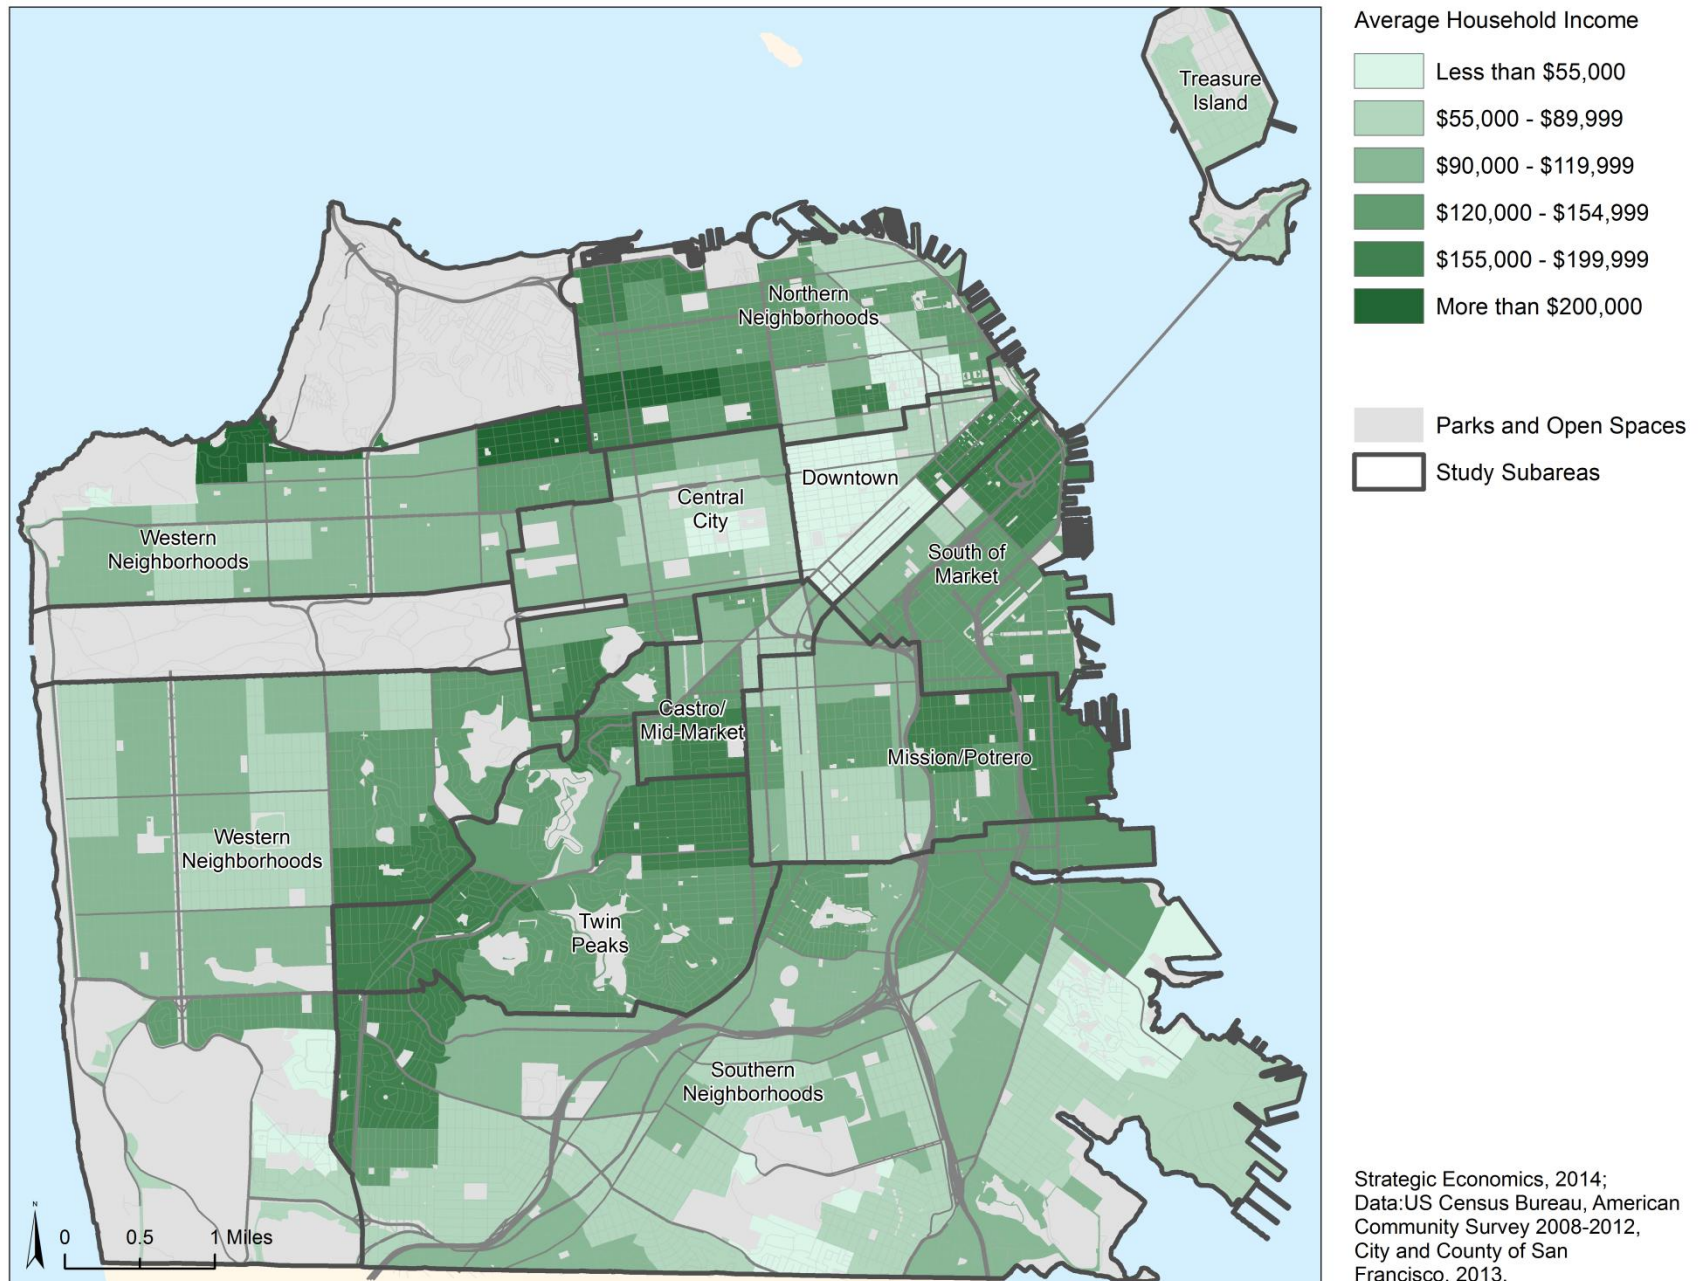 Treasure
Island
Northern
Neighborhoods
Downtown
Central
City
Western
Neighborhoods
South of
Market
Castro/
Mid-Market
Mission/Potrero
Western
Neighborhoods
Twin
Peaks
Southern
Neighborhoods
N
0 0.5 1 Miles
Average Household Income
Less than $55,000
$55,000 - $89,999
$90,000 - $119,999
$120,000 - $154,999
$155,000 - $199,999
More than $200,000
Parks and Open Spaces
Study Subareas
Strategic Economics, 2014;
Data:US Census Bureau, American
Community Survey 2008-2012,
City and County of San
Francisco, 2013.